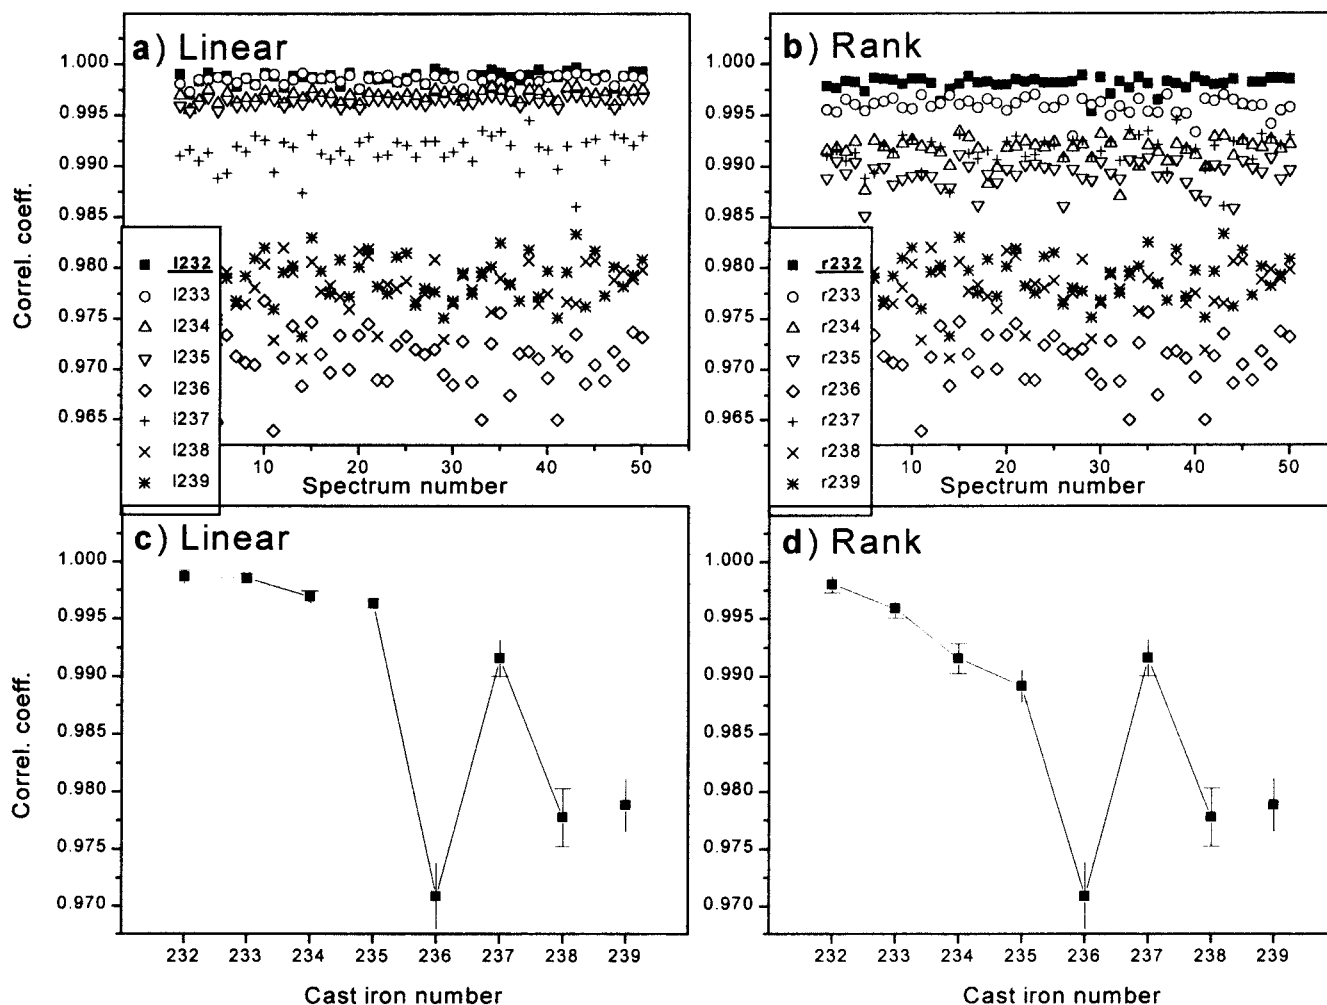 a) Linear
1.000
0.995
0.990
0.985
0.980
0.975
0.970
0.965
Correl. coeff.
l232
l233
l234
l235
l236
l237
l238
l239
10 20 30 40 50
Spectrum number
b) Rank
1.000
0.995
0.990
0.985
0.980
0.975
0.970
0.965
r232
r233
r234
r235
r236
r237
r238
r239
10 20 30 40 50
Spectrum number
c) Linear
1.000
0.995
0.990
0.985
0.980
0.975
0.970
Correl. coeff.
232 233 234 235 236 237 238 239
Cast iron number
d) Rank
1.000
0.995
0.990
0.985
0.980
0.975
0.970
232 233 234 235 236 237 238 239
Cast iron number